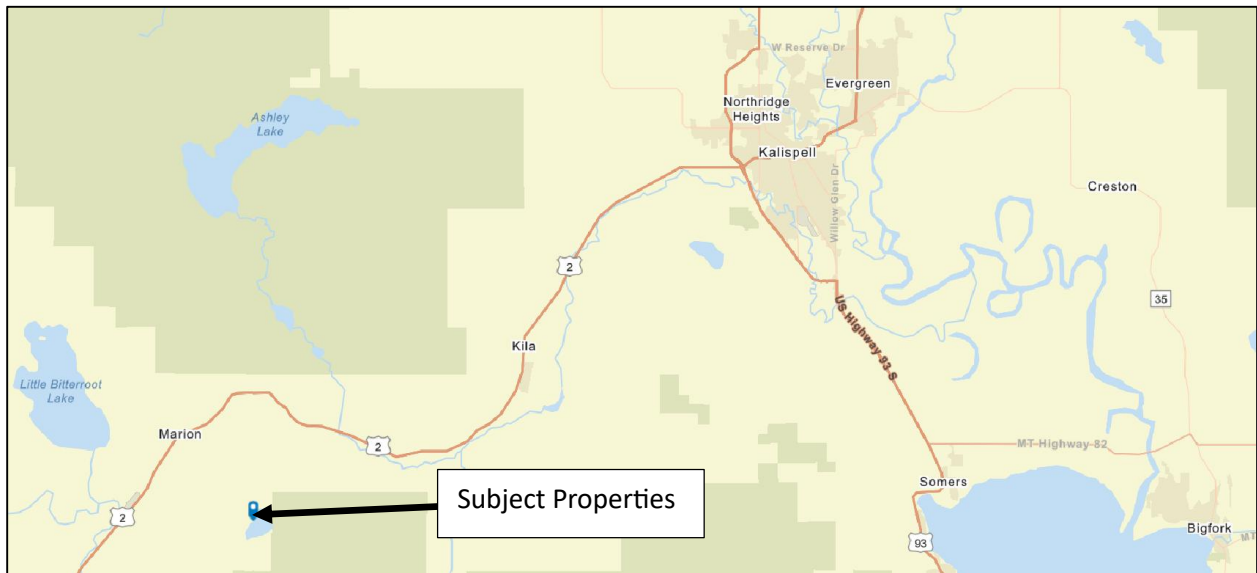 W Reserve Dr
Evergreen
Northridge
Heights
Ashley
Lake
Kalispell
Willow Glen Dr
Creston
2
35
US Highway 93 S
Kila
Little Bitterroot
Lake
Marion
2
MT Highway 82
Somers
Subject Properties
2
93
Bigfork
MT